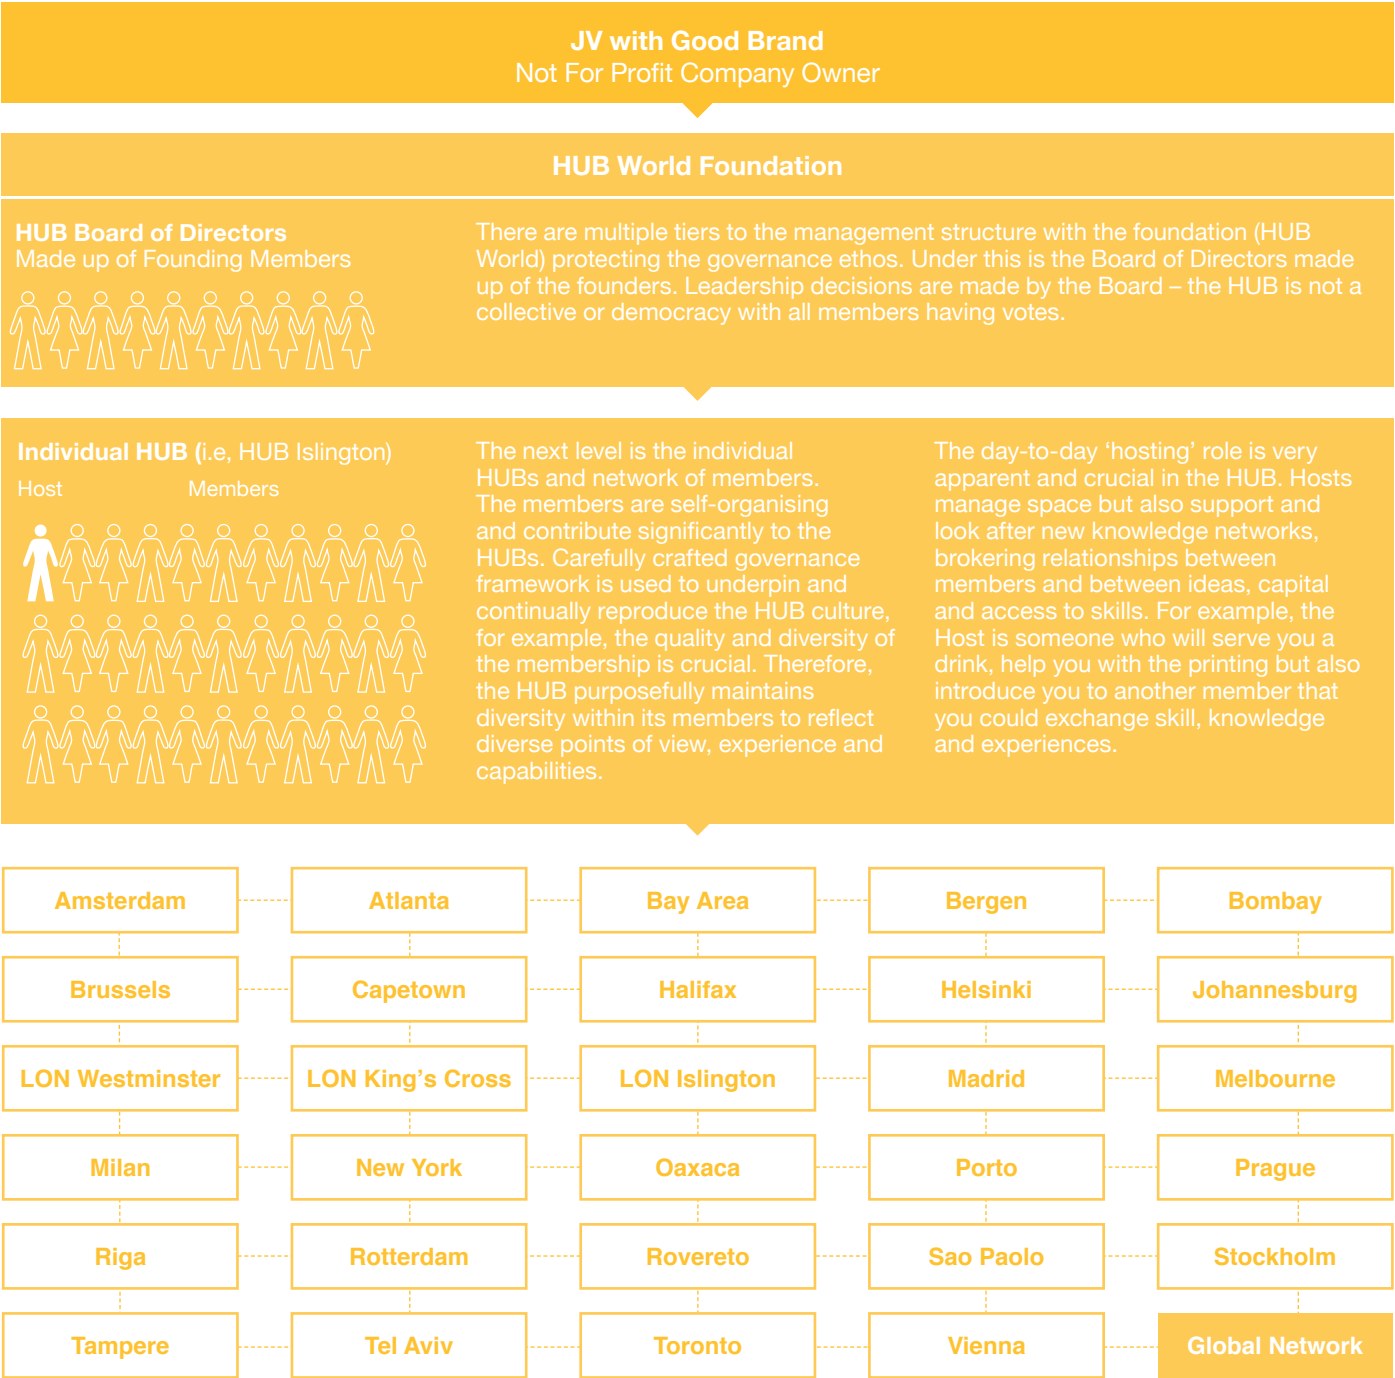 JV with Good Brand
Not For Profit Company Owner
HUB World Foundation
HUB Board of Directors
Made up of Founding Members
There are multiple tiers to the management structure with the foundation (HUB
World) protecting the governance ethos. Under this is the Board of Directors made
up of the founders. Leadership decisions are made by the Board – the HUB is not a
collective or democracy with all members having votes.
Individual HUB (i.e, HUB Islington)
Host Members
The next level is the individual
HUBs and network of members.
The members are self-organising
and contribute significantly to the
HUBs. Carefully crafted governance
framework is used to underpin and
continually reproduce the HUB culture,
for example, the quality and diversity of
the membership is crucial. Therefore,
the HUB purposefully maintains
diversity within its members to reflect
diverse points of view, experience and
capabilities.
The day-to-day ‘hosting’ role is very
apparent and crucial in the HUB. Hosts
manage space but also support and
look after new knowledge networks,
brokering relationships between
members and between ideas, capital
and access to skills. For example, the
Host is someone who will serve you a
drink, help you with the printing but also
introduce you to another member that
you could exchange skill, knowledge
and experiences.
Amsterdam Atlanta Bay Area Bergen Bombay
Brussels Capetown Halifax Helsinki Johannesburg
LON Westminster LON King’s Cross LON Islington Madrid Melbourne
Milan New York Oaxaca Porto Prague
Riga Rotterdam Rovereto Sao Paolo Stockholm
Tampere Tel Aviv Toronto Vienna Global Network